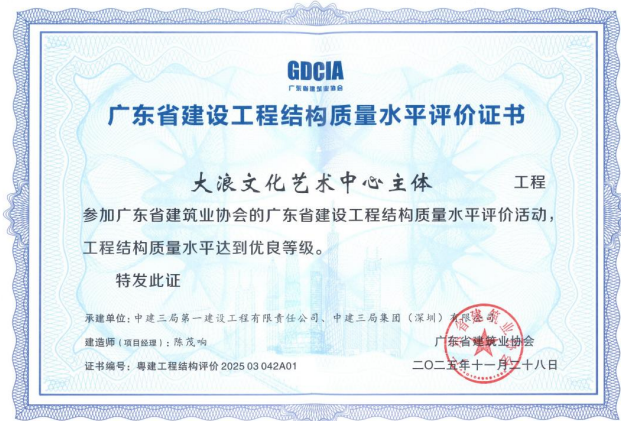 GDCIA
广东省建筑业协会
广东省建设工程结构质量水平评价证书
大浪文化艺术中心主体 工程
参加广东省建筑业协会的广东省建设工程结构质量水平评价活动，
工程结构质量水平达到优良等级。
特发此证
承建单位：中建三局第一建设工程有限责任公司、中建三局集团（深圳）有限公司
建造师（项目经理）：陈茂响
广东省建筑业协会
证书编号：粤建工程结构评价 2025 03 042A01
二〇二五年十一月二十八日